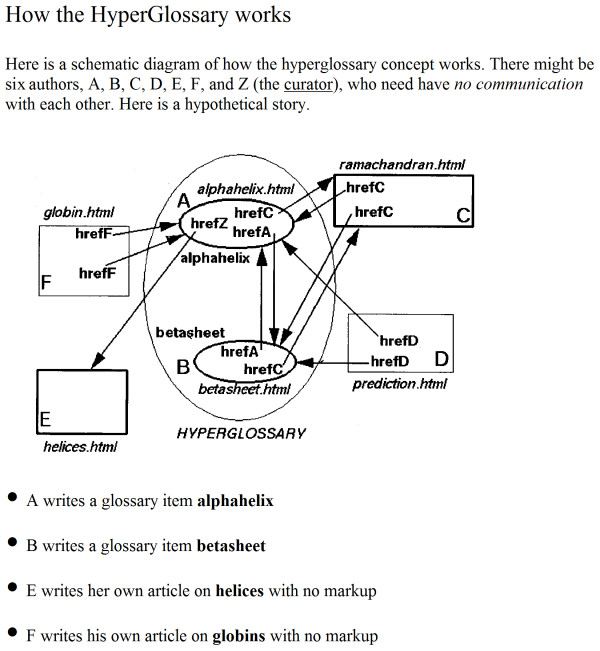 How the HyperGlossary works
Here is a schematic diagram of how the hyperglossary concept works. There might be
six authors, A, B, C, D, E, F, and Z (the curator), who need have no communication
with each other. Here is a hypothetical story.
ramachandran.html
alphahelix.html
hrefC
A
globin.html
hrefC
hrefC
C
hrefZ
hrefF
hrefA
alphahelix
hrefF
F
betasheet
hrefD
hrefA
hrefD
D
B
hrefC
prediction.html
betasheet.html
E
HYPERGLOSSARY
helices.html
• A writes a glossary item alphahelix
• B writes a glossary item betasheet
• E writes her own article on helices with no markup
• F writes his own article on globins with no markup